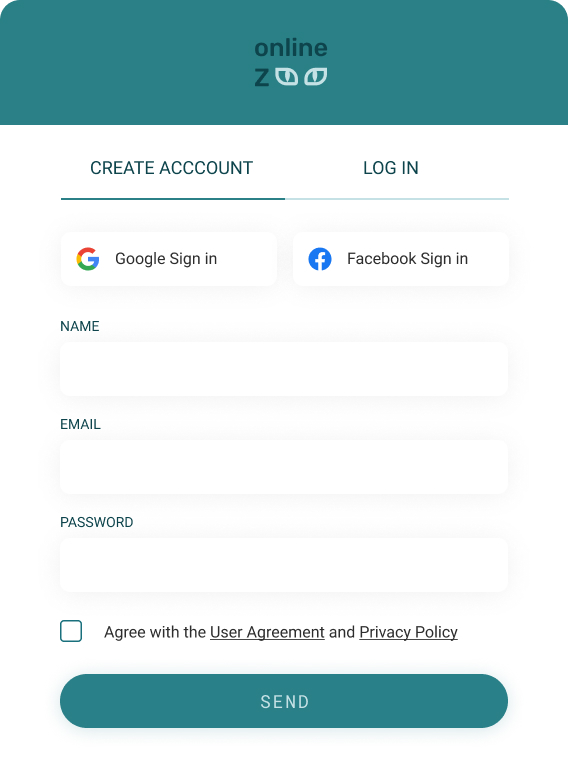 online
zoo
CREATE ACCCOUNT
LOG IN
Google Sign in
Facebook Sign in
NAME
EMAIL
PASSWORD
Agree with the User Agreement and Privacy Policy
SEND